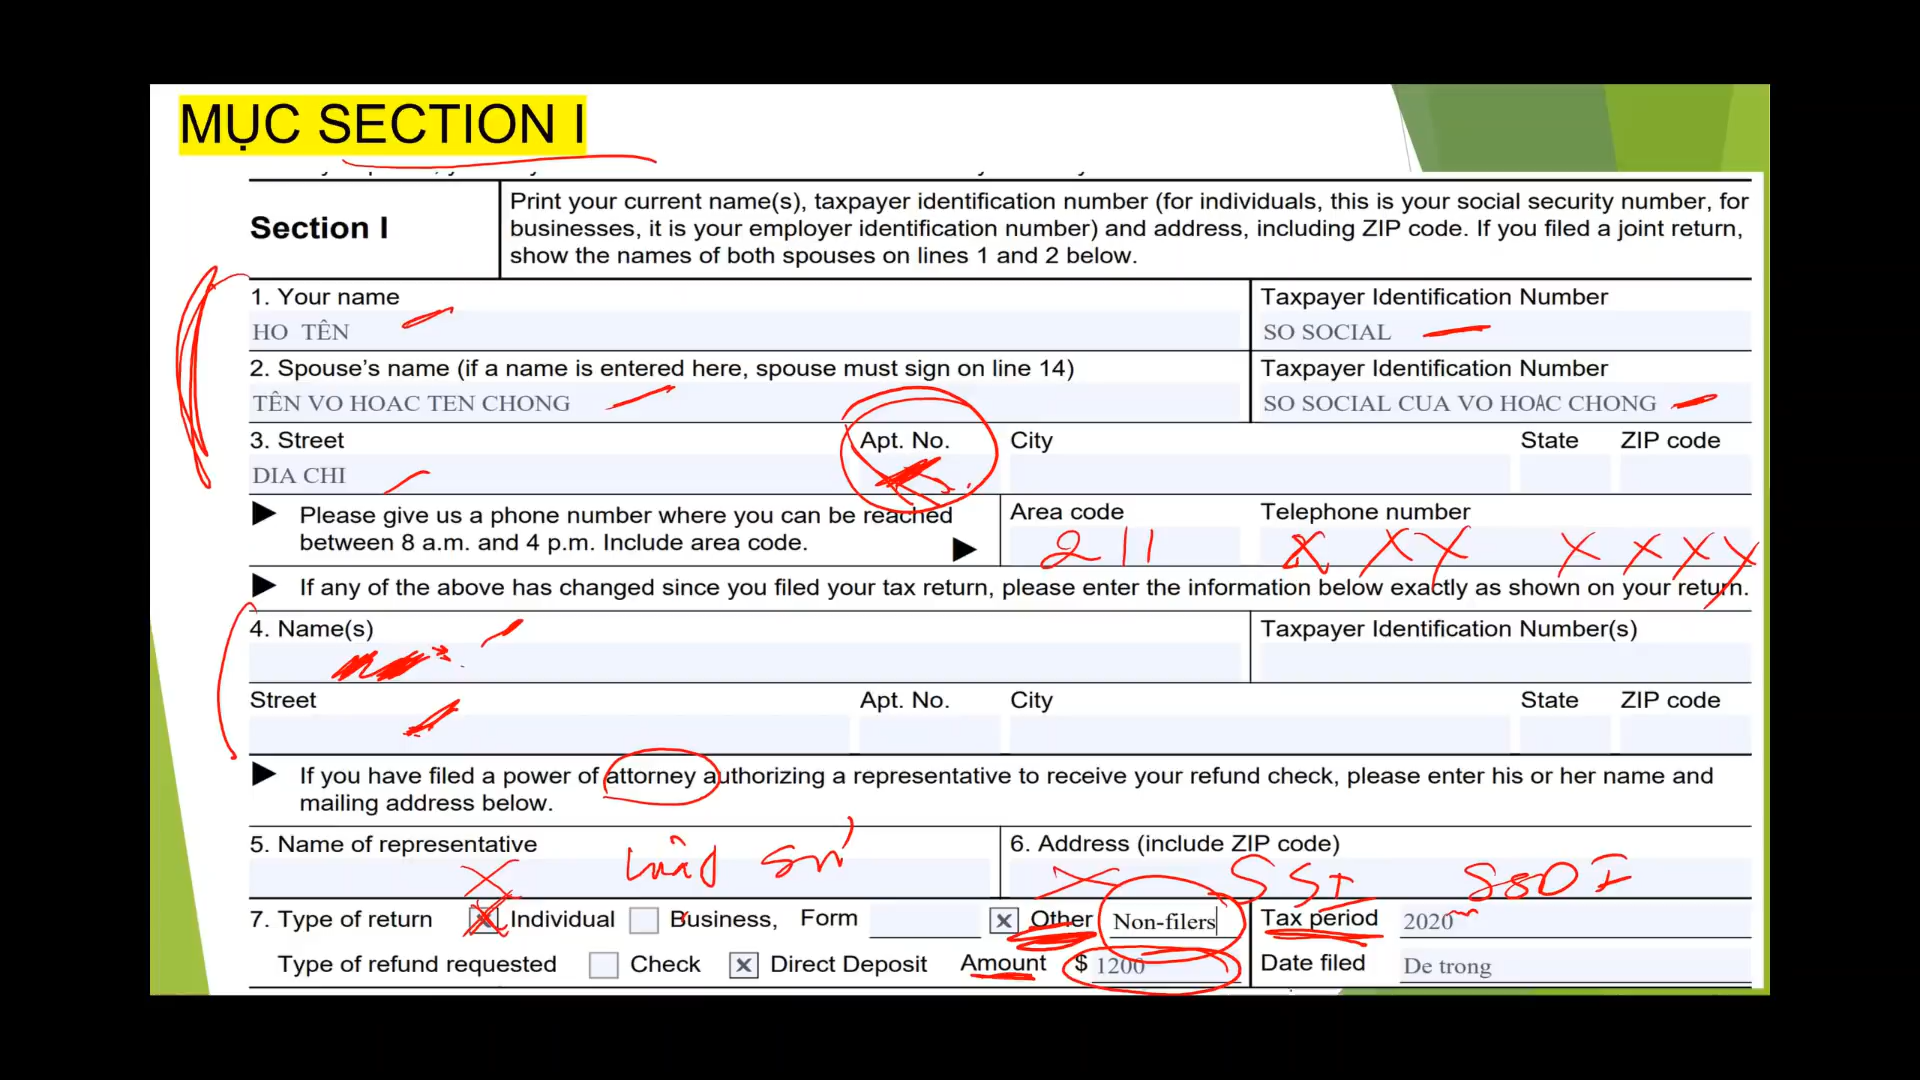 MỤC SECTION I
Section I
Print your current name(s), taxpayer identification number (for individuals, this is your social security number, for
businesses, it is your employer identification number) and address, including ZIP code. If you filed a joint return,
show the names of both spouses on lines 1 and 2 below.
1. Your name
Taxpayer Identification Number
HO TÊN
SO SOCIAL
2. Spouse's name (if a name is entered here, spouse must sign on line 14)
Taxpayer Identification Number
TÊN VO HOAC TEN CHONG
SO SOCIAL CUA VO HOAC CHONG
3. Street
Apt. No.
City
State
ZIP code
DIA CHI
Please give us a phone number where you can be reached
between 8 a.m. and 4 p.m. Include area code.
Area code
Telephone number
211
X X X X X X X
If any of the above has changed since you filed your tax return, please enter the information below exactly as shown on your return.
4. Name(s)
Taxpayer Identification Number(s)
Street
Apt. No.
City
State
ZIP code
If you have filed a power of attorney authorizing a representative to receive your refund check, please enter his or her name and
mailing address below.
5. Name of representative
6. Address (include ZIP code)
X
X
SSI
SSDI
7. Type of return
Individual
Business, Form
Other
Non-filers
Tax period
2020
Type of refund requested
Check
Direct Deposit
Amount
$ 1200
Date filed
De trong